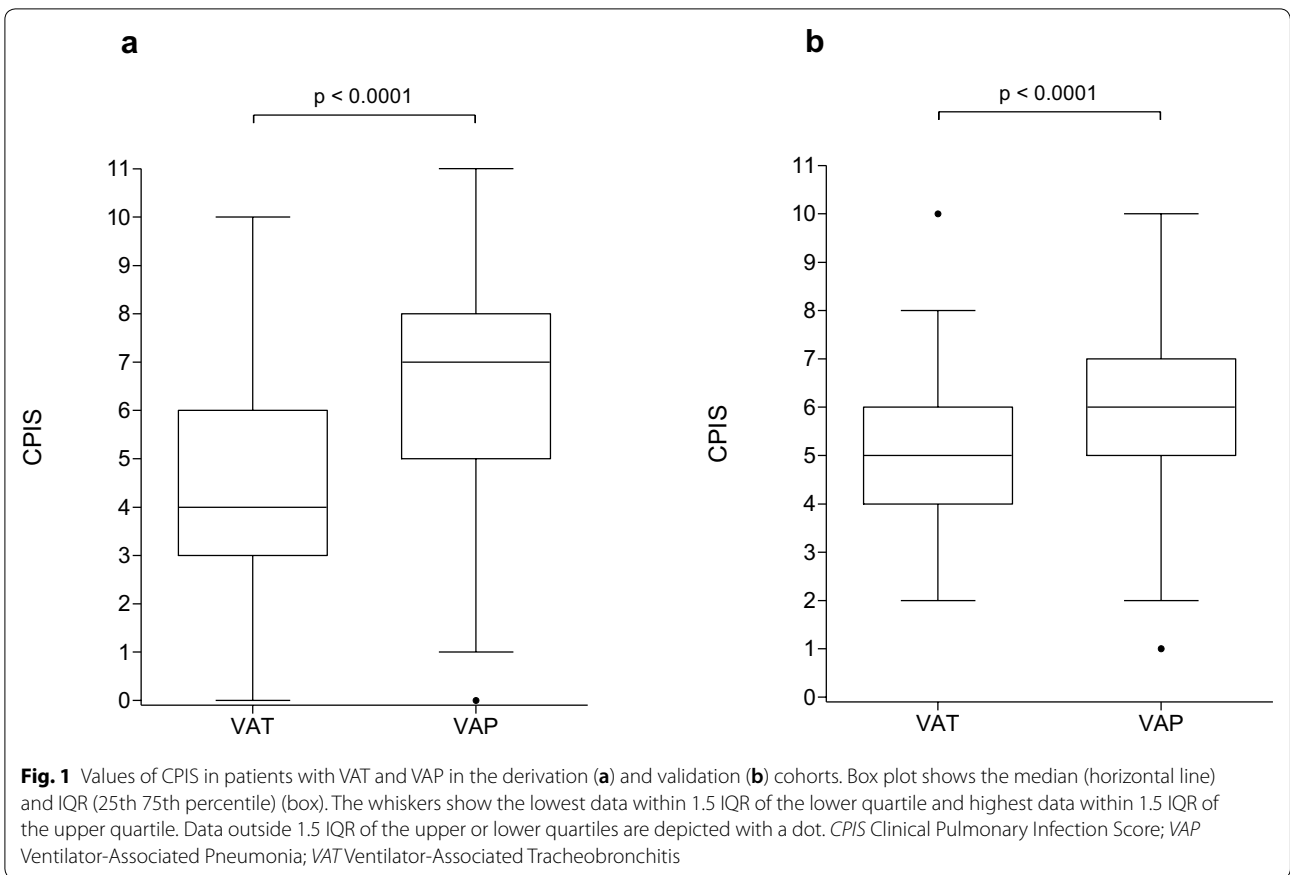 a
p < 0.0001
11
10
9
8
7
6
5
4
3
2
1
0
CPIS
VAT VAP
b
p < 0.0001
11
10
9
8
7
6
5
4
3
2
1
0
CPIS
VAT VAP
Fig. 1 Values of CPIS in patients with VAT and VAP in the derivation (a) and validation (b) cohorts. Box plot shows the median (horizontal line)
and IQR (25th 75th percentile) (box). The whiskers show the lowest data within 1.5 IQR of the lower quartile and highest data within 1.5 IQR of
the upper quartile. Data outside 1.5 IQR of the upper or lower quartiles are depicted with a dot. CPIS Clinical Pulmonary Infection Score; VAP
Ventilator-Associated Pneumonia; VAT Ventilator-Associated Tracheobronchitis